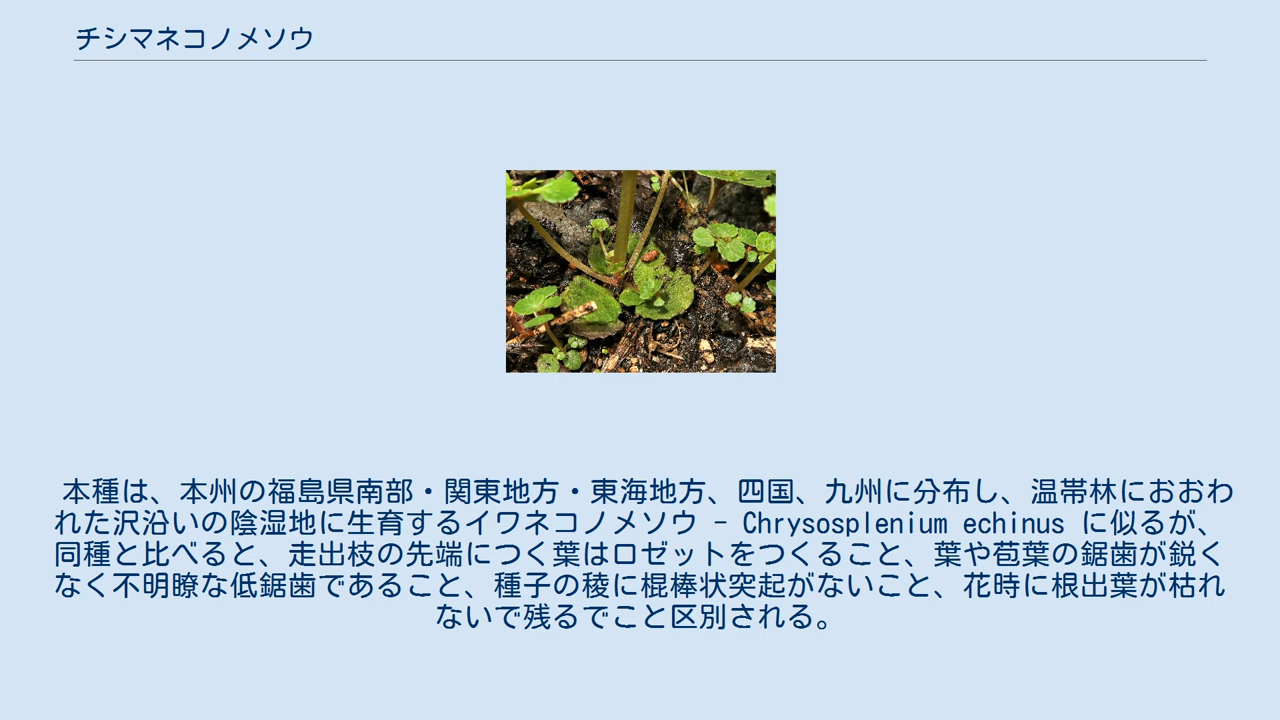 チシマネコノメソウ
本種は、本州の福島県南部・関東地方・東海地方、四国、九州に分布し、温帯林におおわ
れた沢沿いの陰湿地に生育するイワネコノメソウ - Chrysosplenium echinus に似るが、
同種と比べると、走出枝の先端につく葉はロゼットをつくること、葉や苞葉の鋸歯が鋭く
なく不明瞭な低鋸歯であること、種子の稜に棍棒状突起がないこと、花時に根出葉が枯れ
ないで残るでこと区別される。